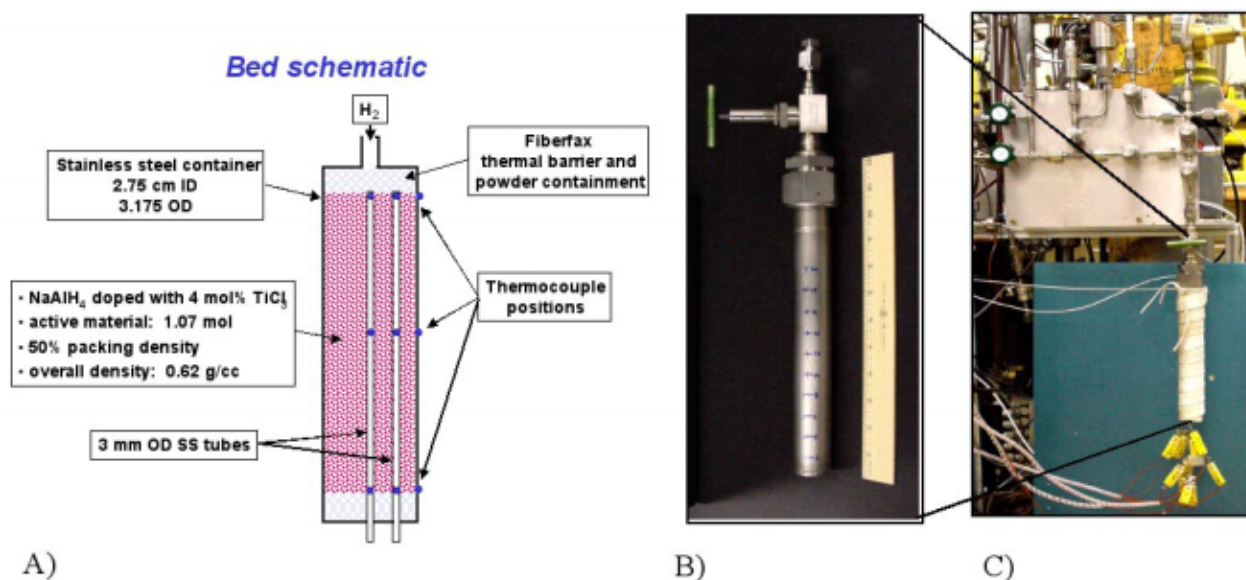 Bed schematic
H2
Stainless steel container
2.75 cm ID
3.175 OD
Fiberfax
thermal barrier and
powder containment
· NaAlH4 doped with 4 mol% TiCl3
· active material: 1.07 mol
· 50% packing density
· overall density: 0.62 g/cc
Thermocouple
positions
3 mm OD SS tubes
A)
B)
C)